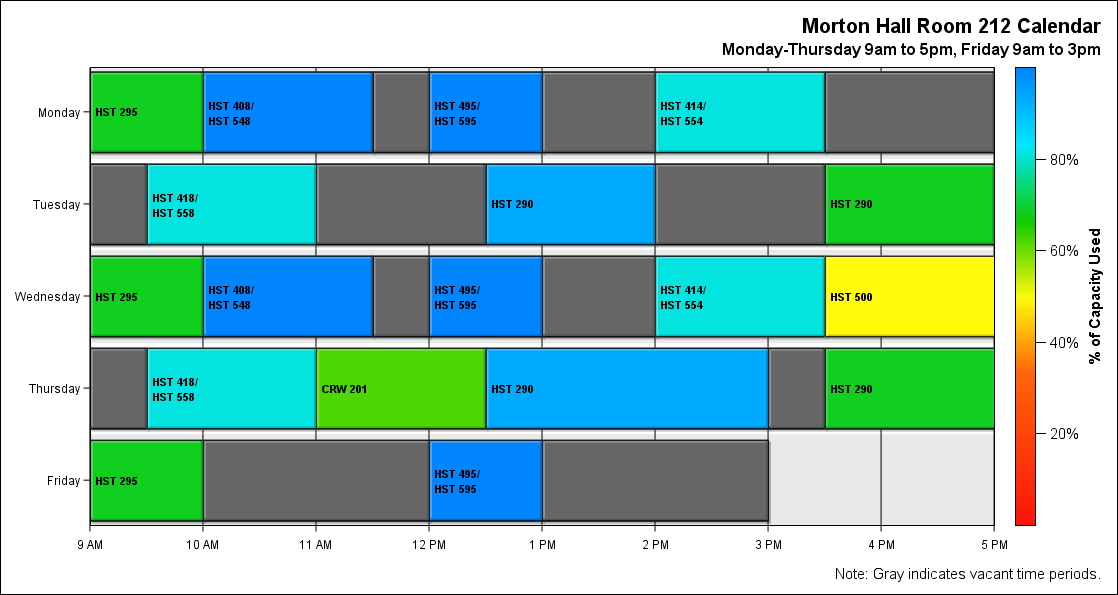 Morton Hall Room 212 Calendar
Monday-Thursday 9am to 5pm, Friday 9am to 3pm
Monday
HST 295
HST 408/
HST 548
HST 495/
HST 595
HST 414/
HST 554
Tuesday
HST 418/
HST 558
HST 290
HST 290
Wednesday
HST 295
HST 408/
HST 548
HST 495/
HST 595
HST 414/
HST 554
HST 500
Thursday
HST 418/
HST 558
CRW 201
HST 290
HST 290
Friday
HST 295
HST 495/
HST 595
9 AM
10 AM
11 AM
12 PM
1 PM
2 PM
3 PM
4 PM
5 PM
80%
60%
40%
20%
% of Capacity Used
Note: Gray indicates vacant time periods.